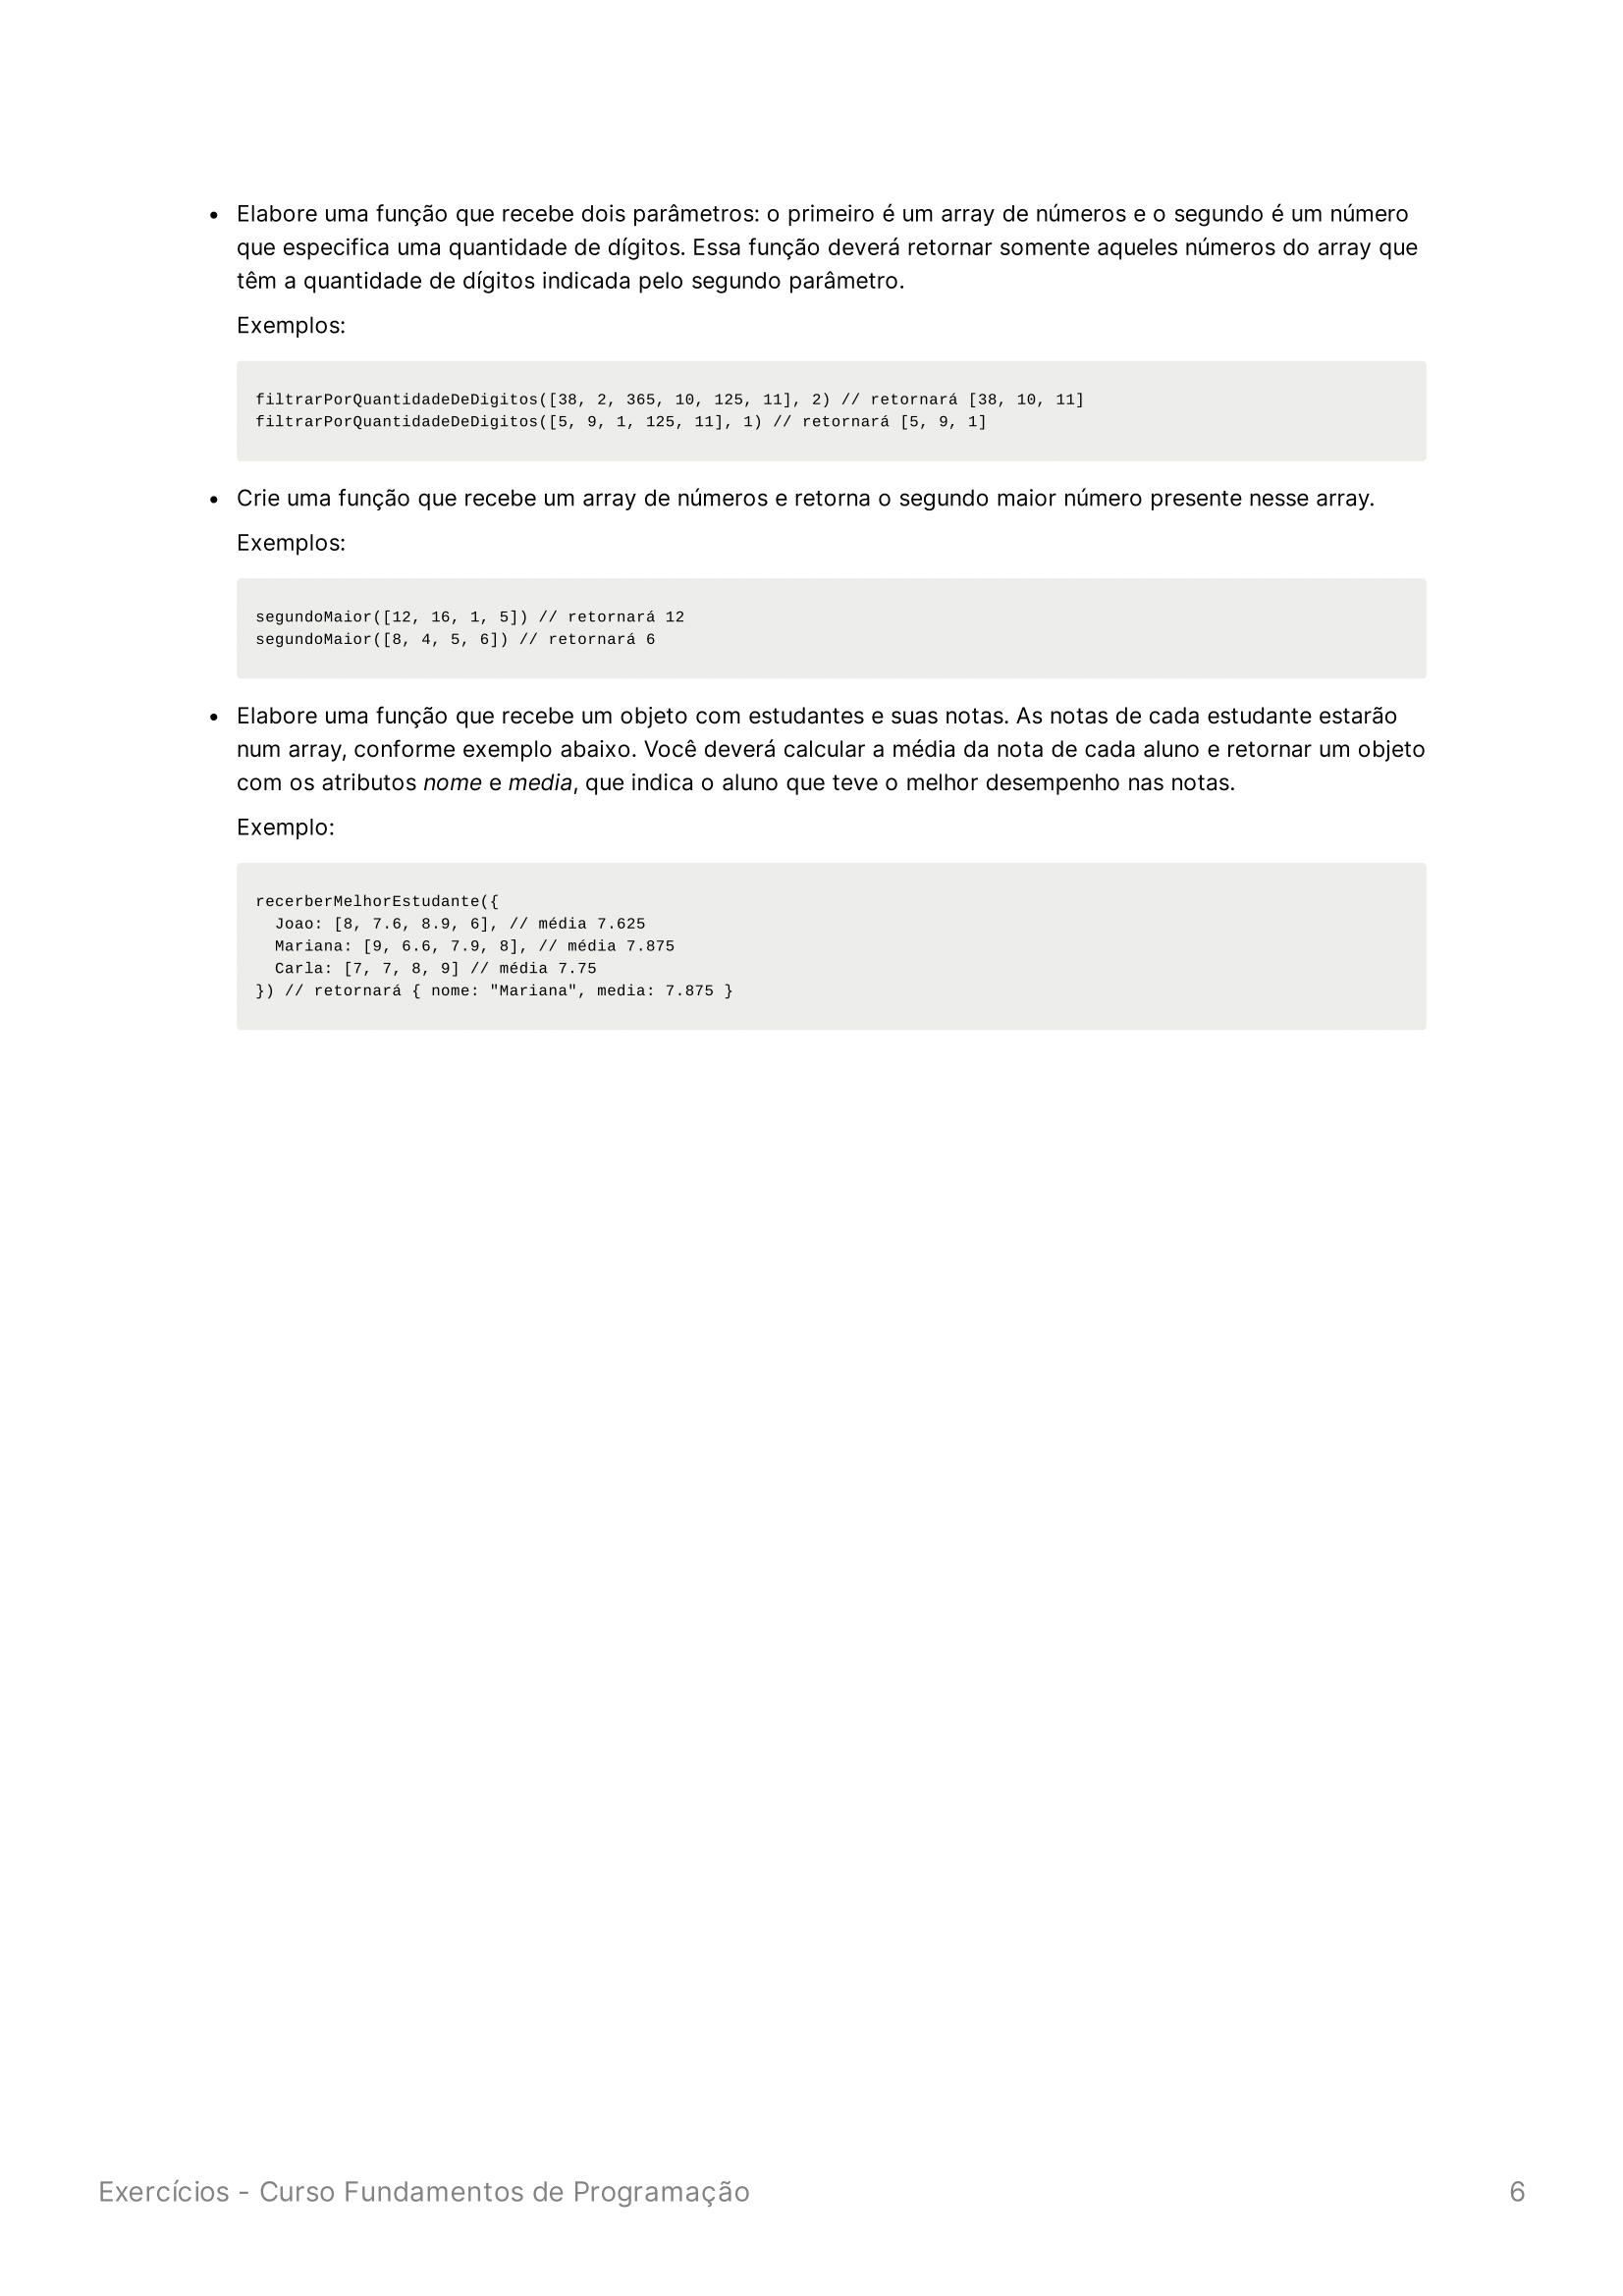 • Elabore uma função que recebe dois parâmetros: o primeiro é um array de números e o segundo é um número
que especifica uma quantidade de dígitos. Essa função deverá retornar somente aqueles números do array que
têm a quantidade de dígitos indicada pelo segundo parâmetro.
Exemplos:
filtrarPorQuantidadeDeDigitos([38, 2, 365, 10, 125, 11], 2) // retornará [38, 10, 11]
filtrarPorQuantidadeDeDigitos([5, 9, 1, 125, 11], 1) // retornará [5, 9, 1]
• Crie uma função que recebe um array de números e retorna o segundo maior número presente nesse array.
Exemplos:
segundoMaior([12, 16, 1, 5]) // retornará 12
segundoMaior([8, 4, 5, 6]) // retornará 6
• Elabore uma função que recebe um objeto com estudantes e suas notas. As notas de cada estudante estarão
num array, conforme exemplo abaixo. Você deverá calcular a média da nota de cada aluno e retornar um objeto
com os atributos nome e media, que indica o aluno que teve o melhor desempenho nas notas.
Exemplo:
recerberMelhorEstudante({
  Joao: [8, 7.6, 8.9, 6], // média 7.625
  Mariana: [9, 6.6, 7.9, 8], // média 7.875
  Carla: [7, 7, 8, 9] // média 7.75
}) // retornará { nome: "Mariana", media: 7.875 }
Exercícios - Curso Fundamentos de Programação 6